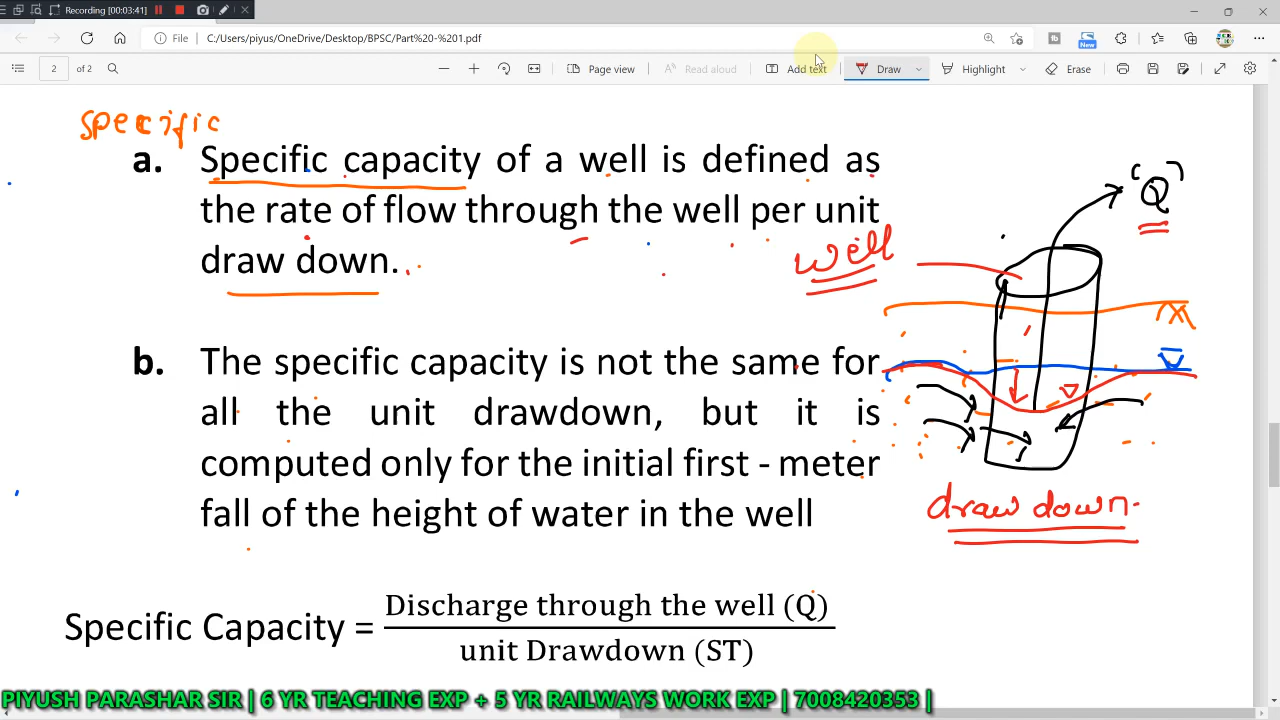 Recording [00:03:41]
File C:/Users/piyus/OneDrive/Desktop/BPSC/Part%20-%201.pdf
New
2 of 2 Page view Read aloud Add text Draw Highlight Erase
specific
a. Specific capacity of a well is defined as
the rate of flow through the well per unit
draw down.
well
'Q'
b. The specific capacity is not the same for
all the unit drawdown, but it is
computed only for the initial first - meter
fall of the height of water in the well
draw down.
Specific Capacity = Discharge through the well (Q)
unit Drawdown (ST)
PIYUSH PARASHAR SIR | 6 YR TEACHING EXP + 5 YR RAILWAYS WORK EXP | 7008420353 |